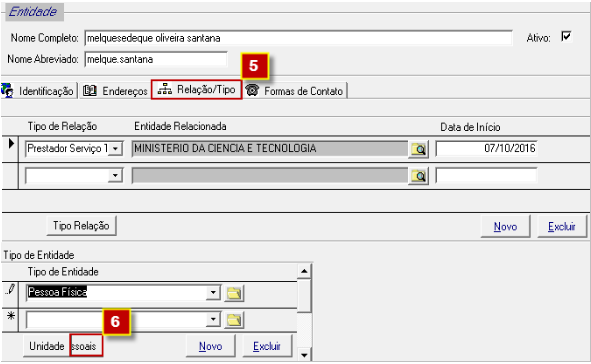 Entidade
Nome Completo: melquesedeque oliveira santana Ativo:
Nome Abreviado: melque.santana
5
Identificação Endereços Relação/Tipo Formas de Contato
Tipo de Relação Entidade Relacionada Data de Início
Prestador Serviço T MINISTERIO DA CIENCIA E TECNOLOGIA 07/10/2016
Tipo Relação Novo Excluir
Tipo de Entidade
Tipo de Entidade
Pessoa Física
6
Unidade ssoais Novo Excluir